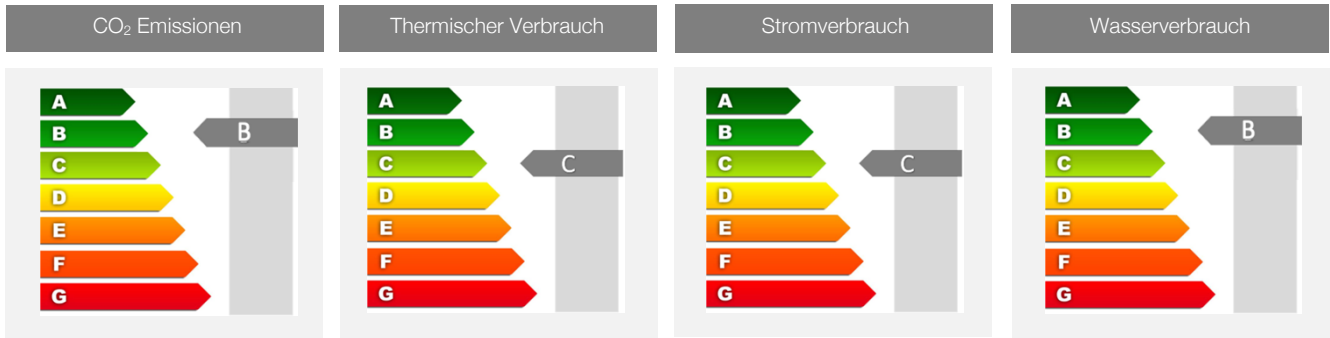 CO₂ Emissionen
A
B B
C
D
E
F
G
Thermischer Verbrauch
A
B
C C
D
E
F
G
Stromverbrauch
A
B
C C
D
E
F
G
Wasserverbrauch
A
B B
C
D
E
F
G